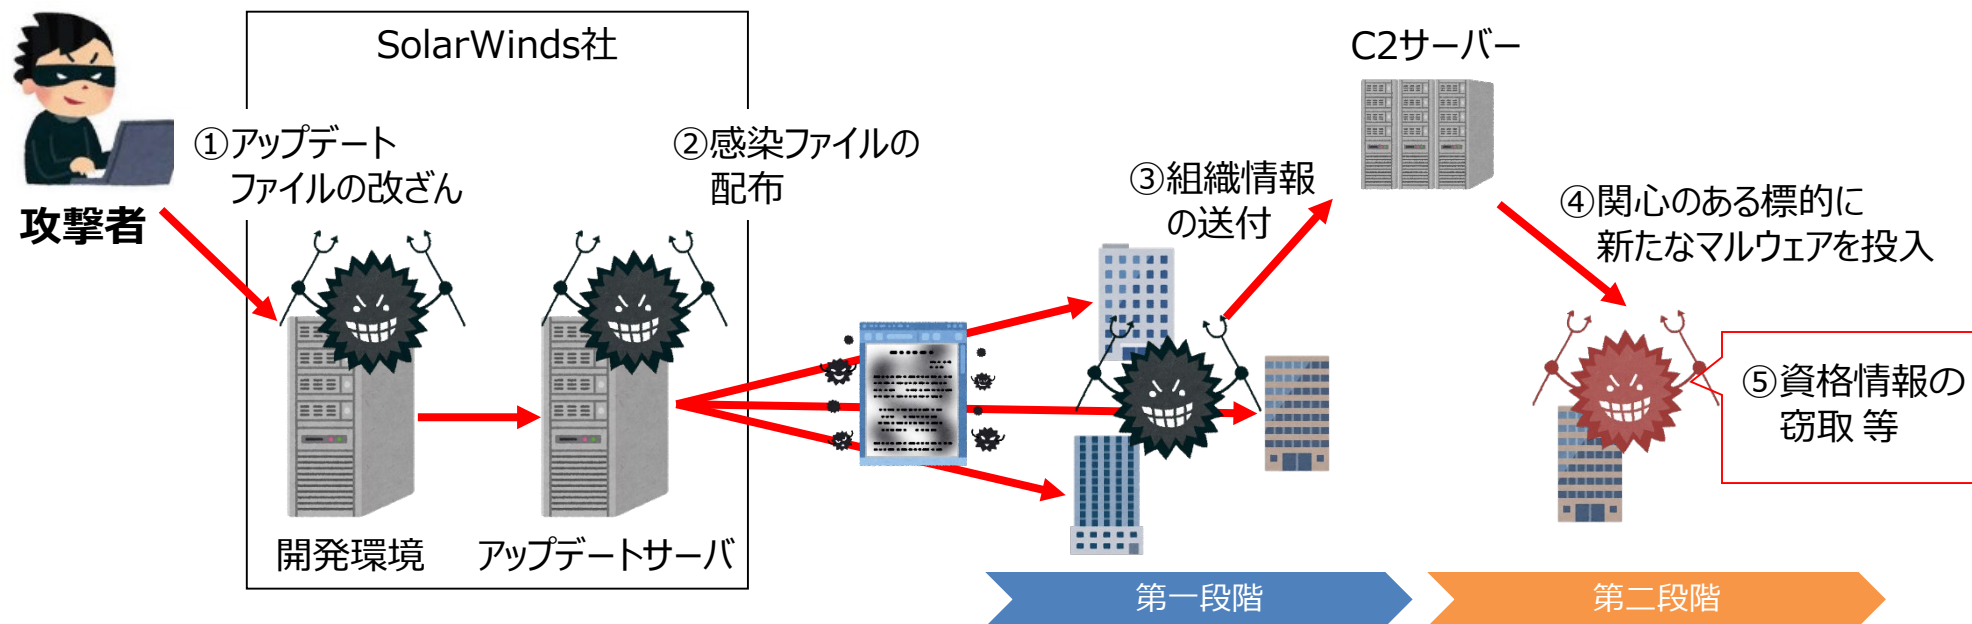 SolarWinds社
C2サーバー
①アップデート
ファイルの改ざん
②感染ファイルの
配布
③組織情報
の送付
④関心のある標的に
新たなマルウェアを投入
攻撃者
⑤資格情報の
窃取 等
開発環境
アップデートサーバ
第一段階
第二段階